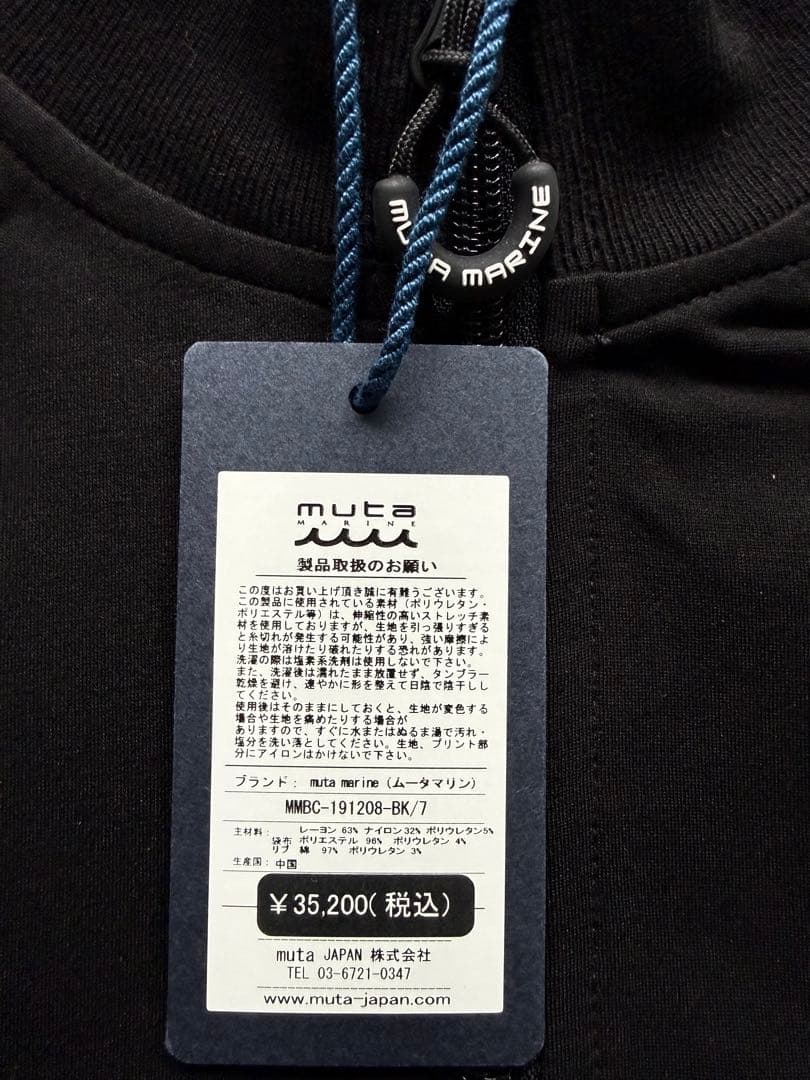 MUTA MARINE
muta
MARINE
製品取扱のお願い
この度はお買い上げ頂き誠に有難うございます。
この製品に使用されている素材（ポリウレタン・
ポリエステル等）は、伸縮性の高いストレッチ素
材を使用しておりますが、生地を引っ張りすぎる
と糸切れが発生する可能性があり、強い摩擦によ
り生地が溶けたり破れたりする恐れがあります。
洗濯の際は塩素系洗剤は使用しないで下さい。
また、洗濯後は濡れたまま放置せず、タンブラー
乾燥を避け、速やかに形を整えて日陰で陰干しし
てください。
使用後はそのままにしておくと、生地が変色する
場合や生地を痛めたりする場合が
ありますので、すぐに水またはぬるま湯で汚れ・
塩分を洗い落としてください。生地、プリント部
分にアイロンはかけないで下さい。
ブランド： muta marine（ムータマリン）
MMBC-191208-BK/7
主材料： レーヨン 63% ナイロン32% ポリウレタン5%
袋布 ポリエステル 96% ポリウレタン 4%
リブ 綿 97% ポリウレタン 3%
生産国： 中国
￥35,200(税込)
muta JAPAN 株式会社
TEL 03-6721-0347
www.muta-japan.com